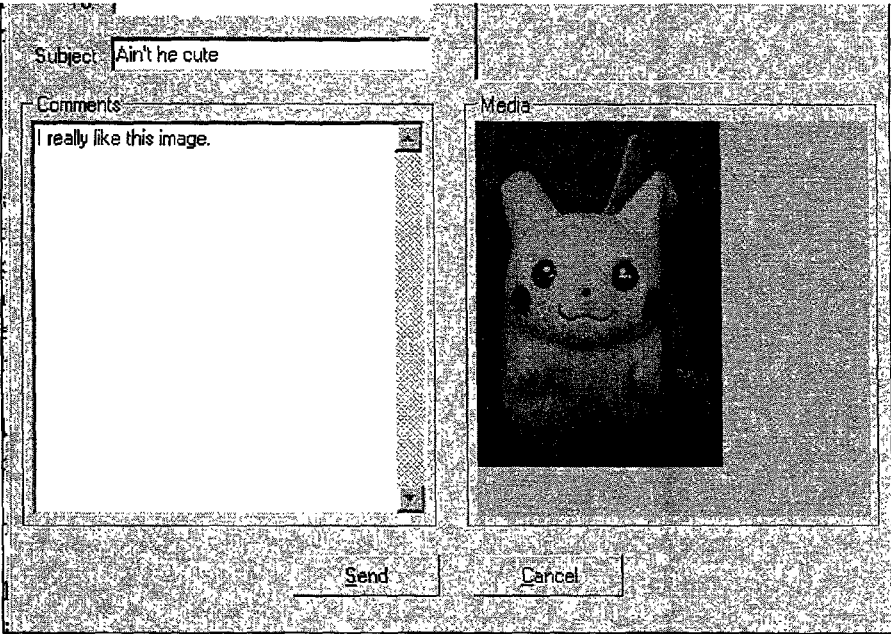 Subject: Ain't he cute
Comments
I really like this image.
Media
Send
Cancel